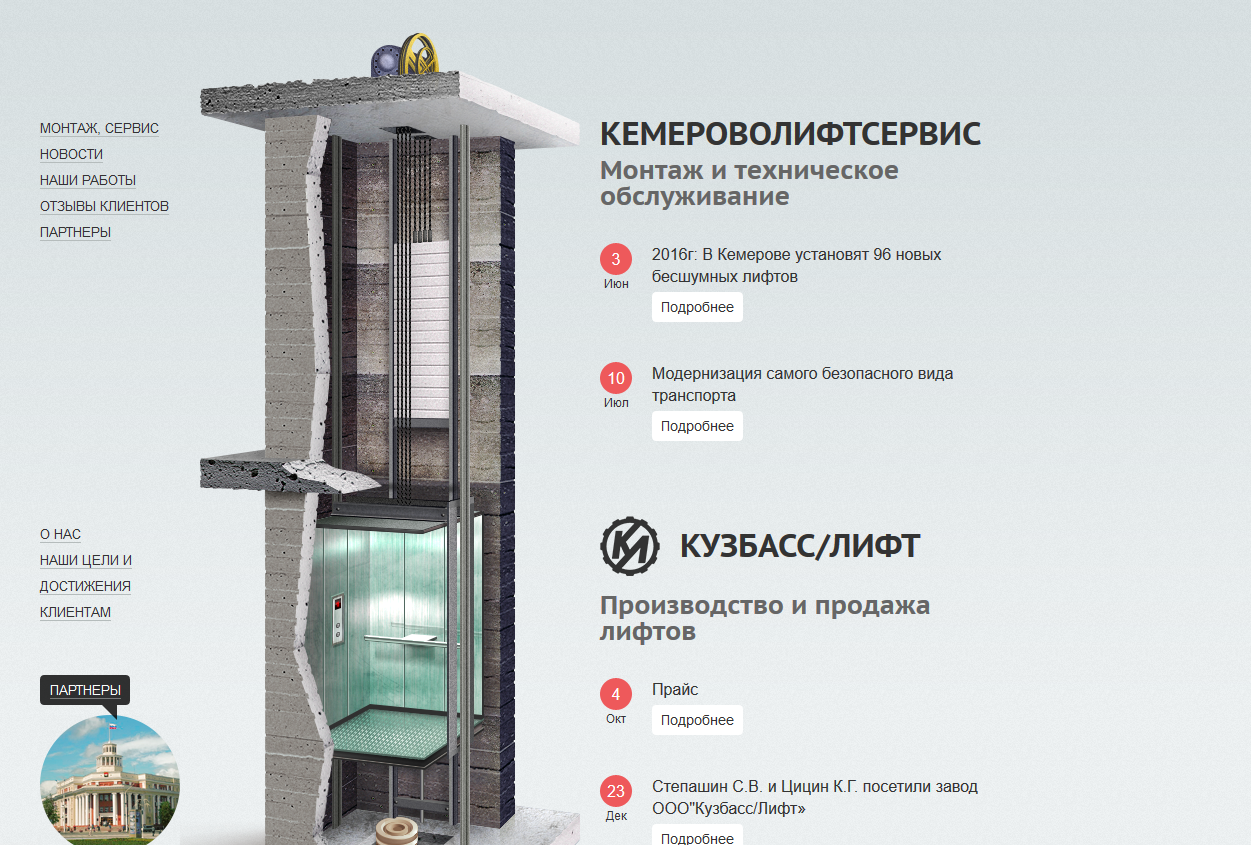 МОНТАЖ, СЕРВИС
НОВОСТИ
НАШИ РАБОТЫ
ОТЗЫВЫ КЛИЕНТОВ
ПАРТНЕРЫ
КЕМЕРОВОЛИФТСЕРВИС
Монтаж и техническое
обслуживание
3
Июн
2016г: В Кемерове установят 96 новых
бесшумных лифтов
Подробнее
10
Июл
Модернизация самого безопасного вида
транспорта
Подробнее
О НАС
НАШИ ЦЕЛИ И
ДОСТИЖЕНИЯ
КЛИЕНТАМ
ПАРТНЕРЫ
КУЗБАСС/ЛИФТ
Производство и продажа
лифтов
4
Окт
Прайс
Подробнее
23
Дек
Степашин С.В. и Цицин К.Г. посетили завод
ООО"Кузбасс/Лифт»
Подробнее